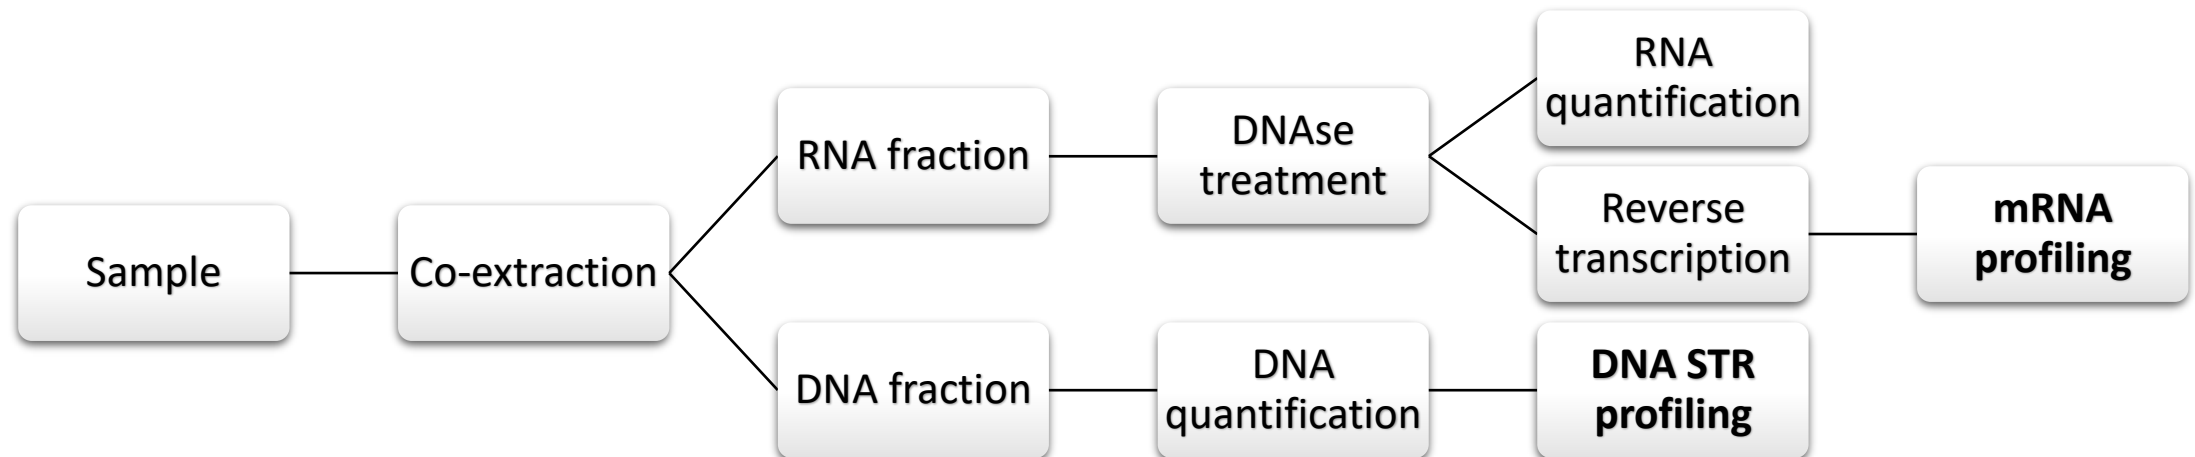 Sample
Co-extraction
RNA fraction
DNAse
treatment
RNA
quantification
Reverse
transcription
mRNA
profiling
DNA fraction
DNA
quantification
DNA STR
profiling